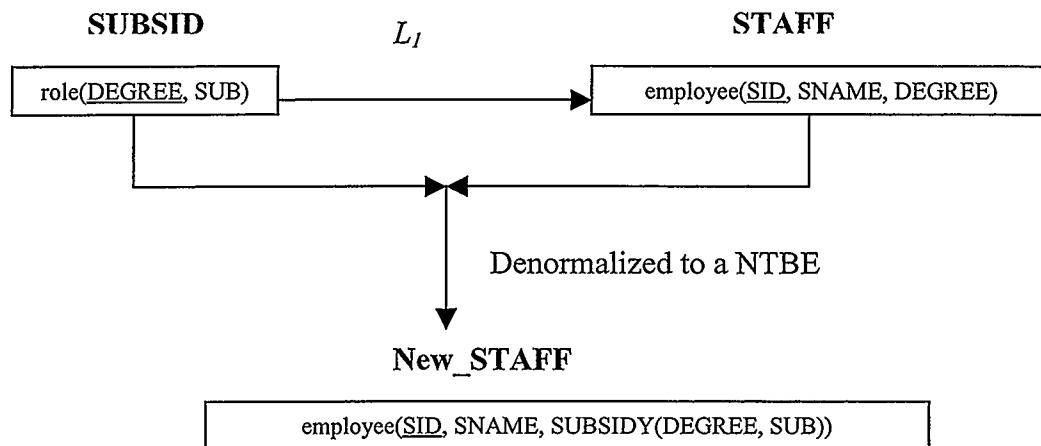 SUBSID
L1
STAFF
role(DEGREE, SUB)
employee(SID, SNAME, DEGREE)
Denormalized to a NTBE
New_STAFF
employee(SID, SNAME, SUBSIDY(DEGREE, SUB))